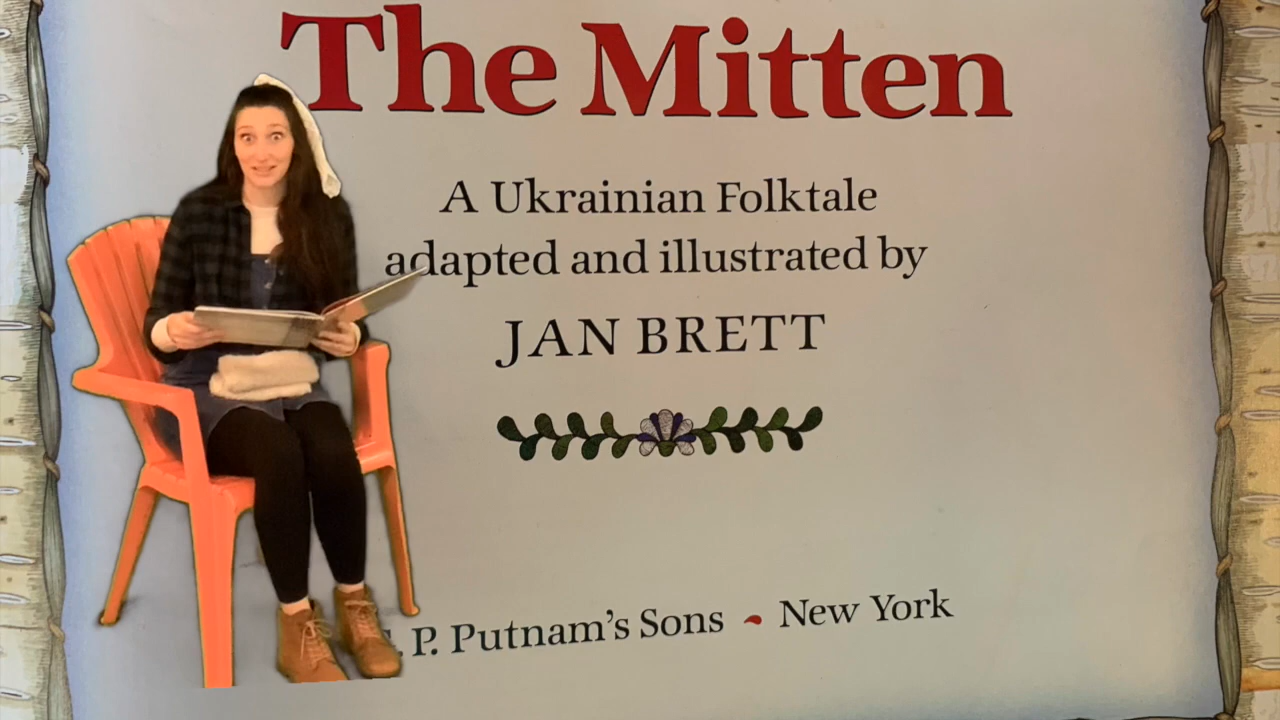 The Mitten
A Ukrainian Folktale
adapted and illustrated by
JAN BRETT
. P. Putnam's Sons ~ New York